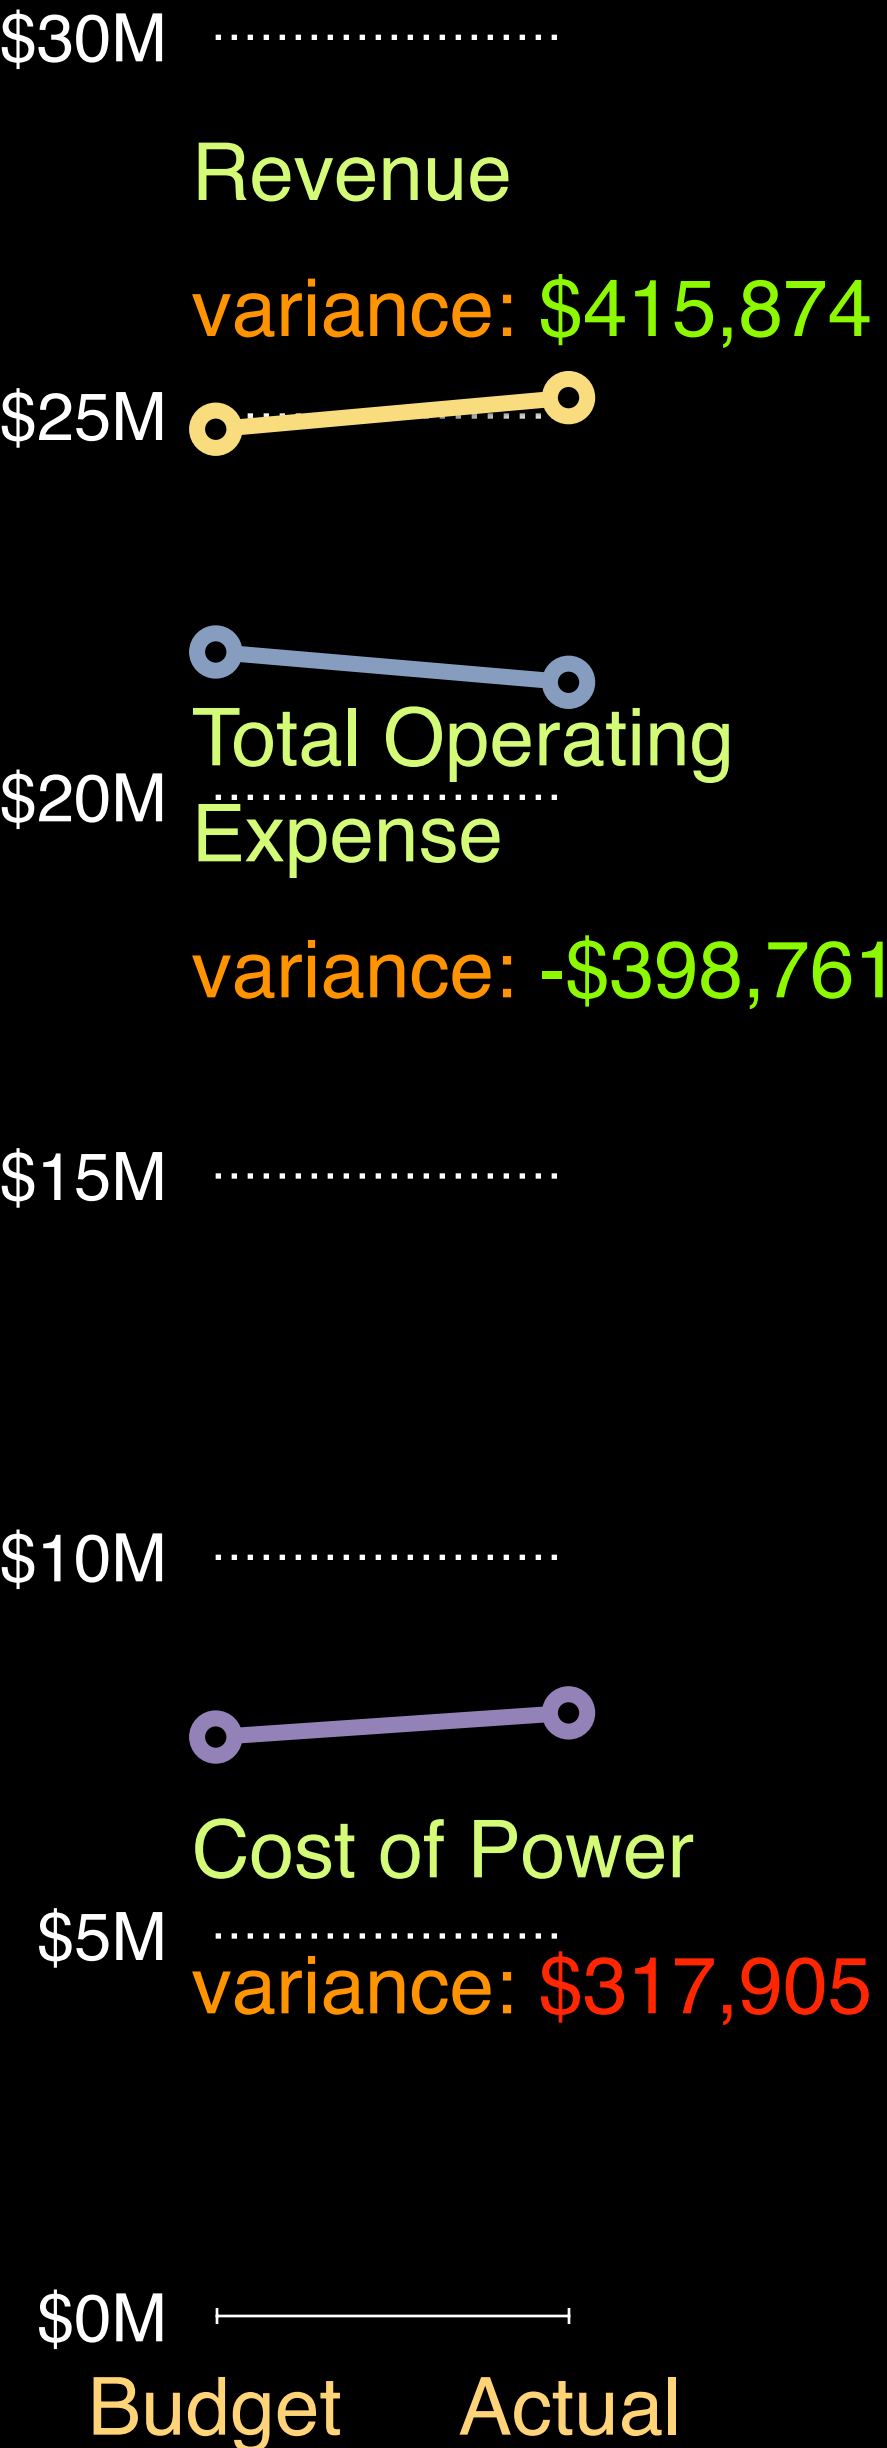 $30M
Revenue
variance: $415,874
$25M
Total Operating
$20M
Expense
variance: -$398,761
$15M
$10M
Cost of Power
$5M
variance: $317,905
$0M
Budget Actual